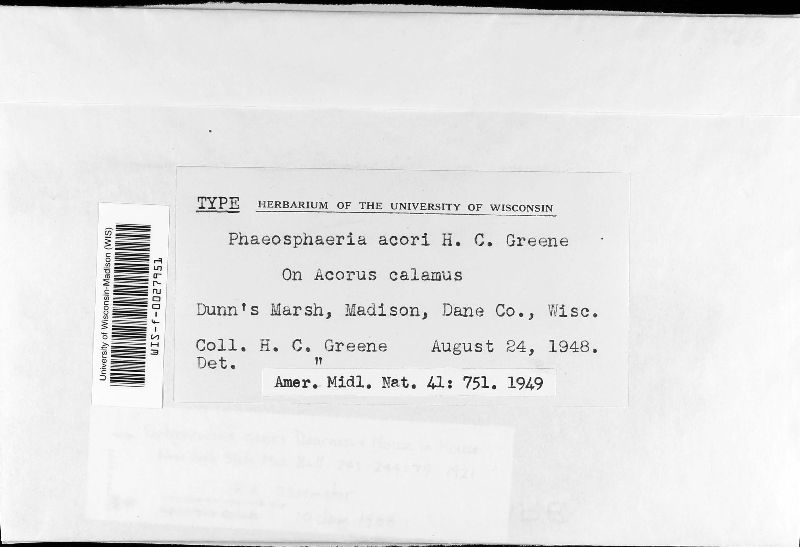 TYPE HERBARIUM OF THE UNIVERSITY OF WISCONSIN
Phaeosphaeria acori H. C. Greene
On Acorus calamus
Dunn's Marsh, Madison, Dane Co., Wisc.
Coll. H. C. Greene August 24, 1948.
Det. "
Amer. Midl. Nat. 41: 751. 1949
University of Wisconsin-Madison (WIS)
WIS-f-0027951